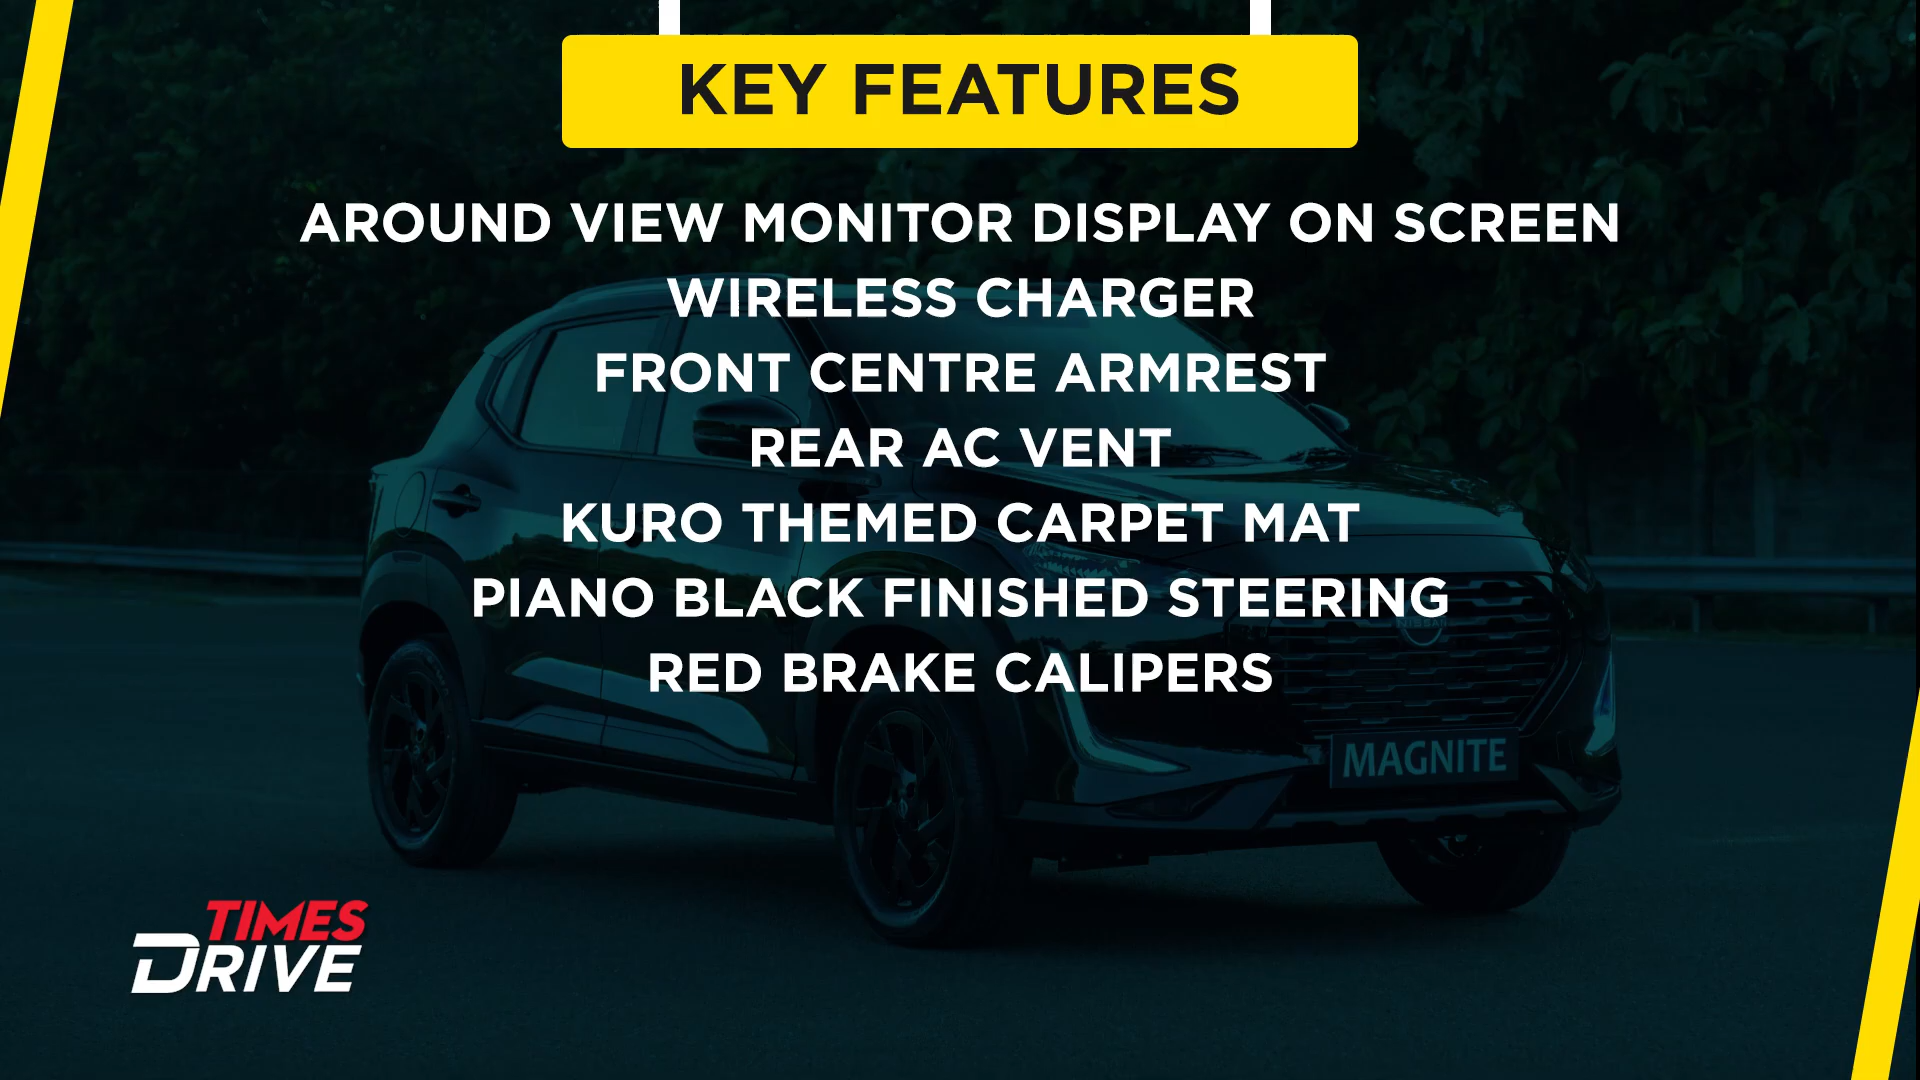 KEY FEATURES
AROUND VIEW MONITOR DISPLAY ON SCREEN
WIRELESS CHARGER
FRONT CENTRE ARMREST
REAR AC VENT
KURO THEMED CARPET MAT
PIANO BLACK FINISHED STEERING
RED BRAKE CALIPERS
NISSAN
MAGNITE
TIMES
DRIVE